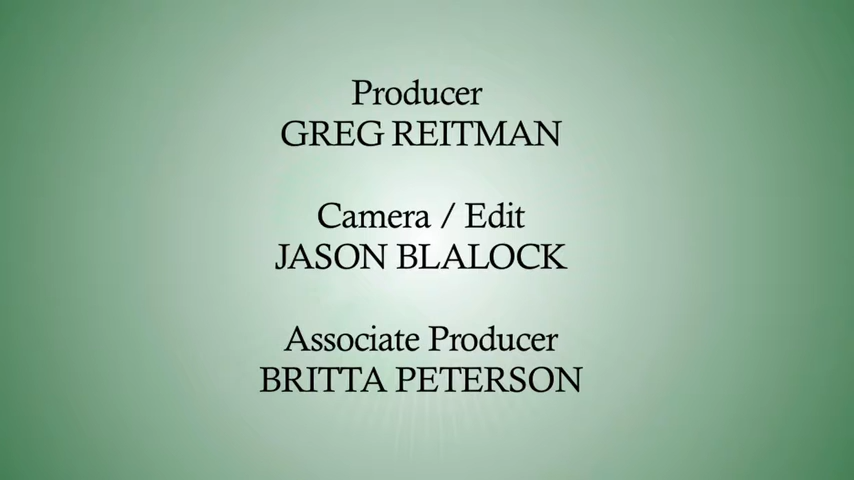 Producer
GREG REITMAN
Camera / Edit
JASON BLALOCK
Associate Producer
BRITTA PETERSON